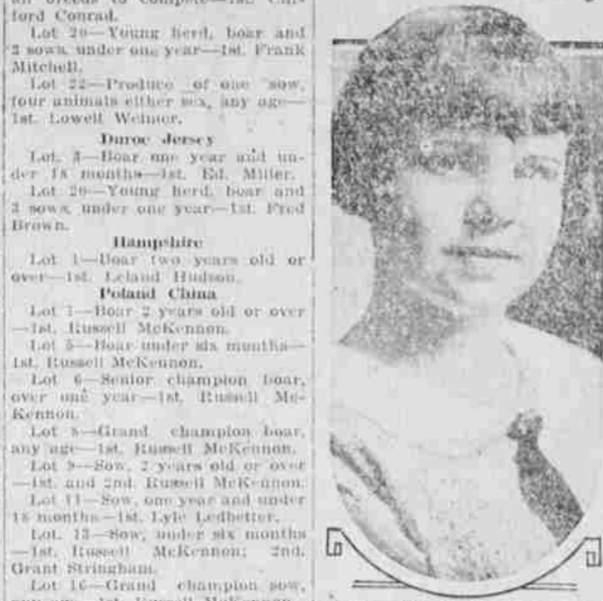 all breeds to compete—1st. Clif-
ford Conrad.
Lot 20—Young herd, boar and
3 sows, under one year—1st. Frank
Mitchell.
Lot 22—Produce of one sow,
four animals either sex, any age—
1st. Lowell Weimer.
Duroc Jersey
Lot. 3—Boar one year and un-
der 18 months—1st. Ed. Miller.
Lot 20—Young herd, boar and
3 sows, under one year—1st. Fred
Brown.
Hampshire
Lot 1—Boar two years old or
over—1st. Leland Hudson.
Poland China
Lot 1—Boar 2 years old or over
—1st. Russell McKennon.
Lot 5—Boar under six months—
1st. Russell McKennon.
Lot 6—Senior champion boar,
over one year—1st. Russell Mc-
Kennon.
Lot 8—Grand champion boar,
any age—1st. Russell McKennon.
Lot 9—Sow, 2 years old or over
—1st. and 2nd. Russell McKennon.
Lot 11—Sow, one year and under
18 months—1st. Lyle Ledbetter.
Lot. 13—Sow, under six months
—1st. Russell McKennon; 2nd.
Grant Stringham.
Lot 16—Grand champion sow,